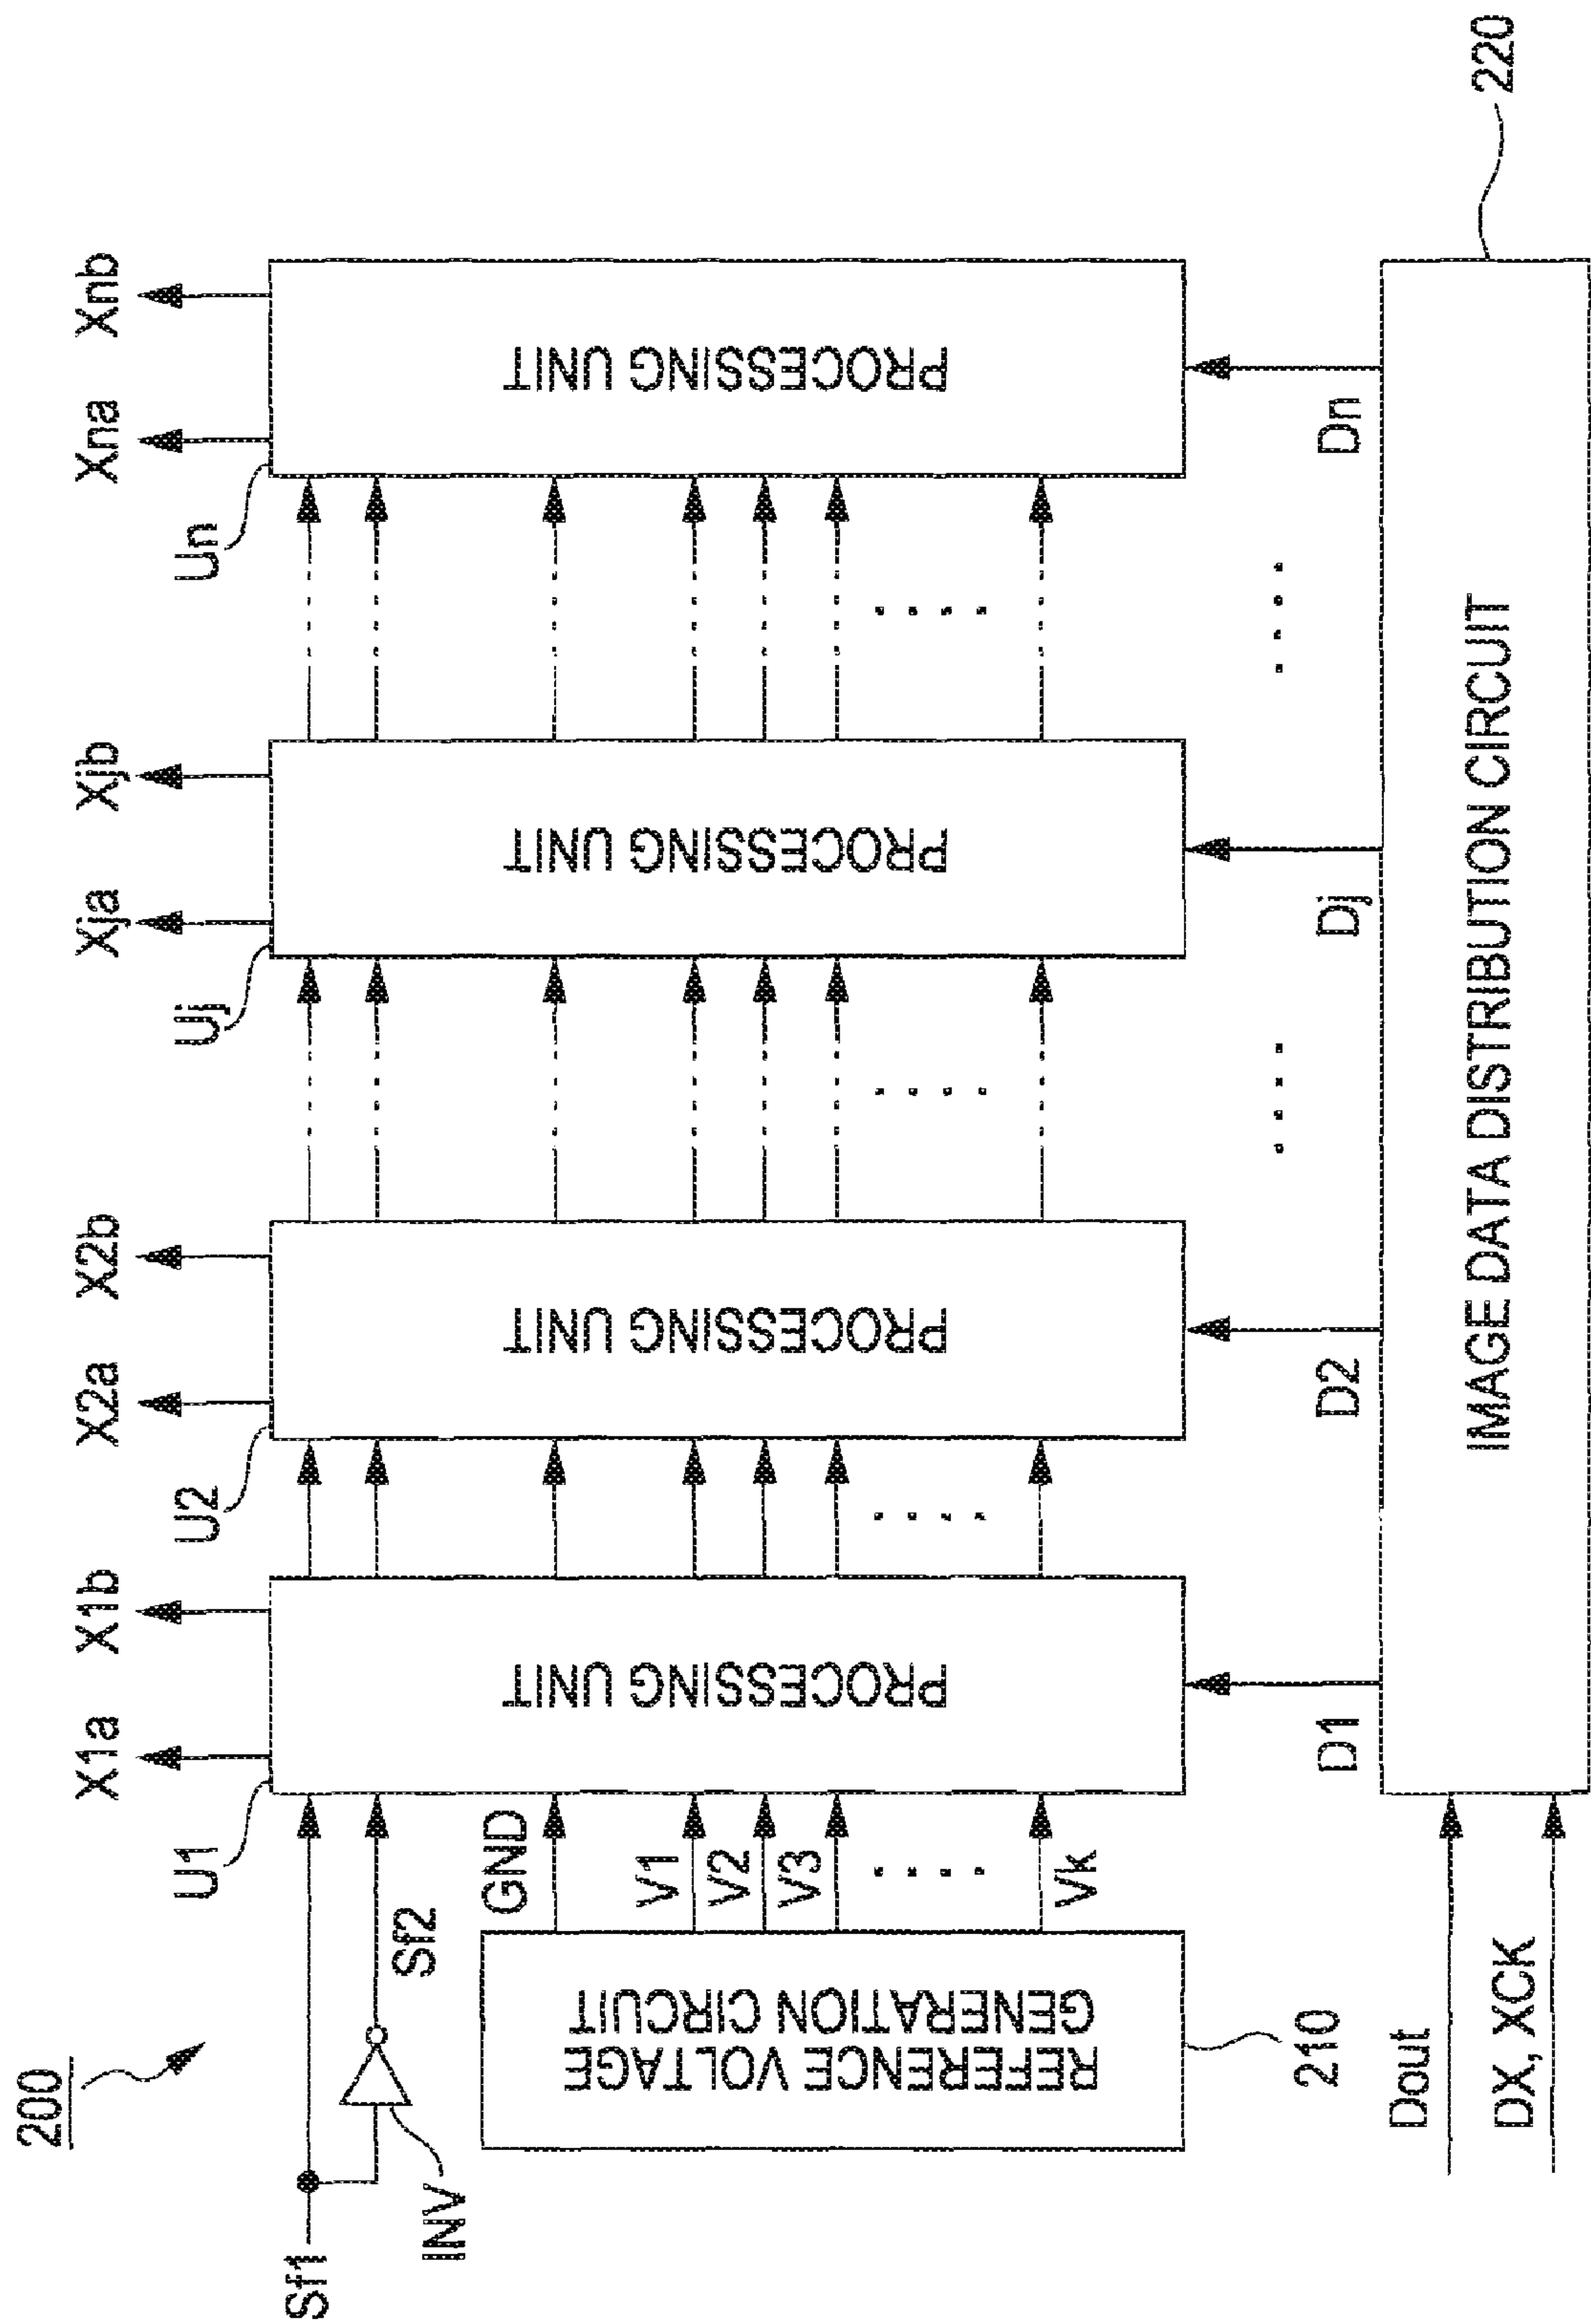 200
X1a
X1b
X2a
X2b
Xja
Xjb
Xna
Xnb
U1
U2
Uj
Un
Sf1
INV
Sf2
GND
V1
V2
V3
Vk
REFERENCE VOLTAGE
GENERATION CIRCUIT
210
PROCESSING UNIT
PROCESSING UNIT
PROCESSING UNIT
PROCESSING UNIT
D1
D2
Dj
Dn
Dout
DX, XCK
IMAGE DATA DISTRIBUTION CIRCUIT
220